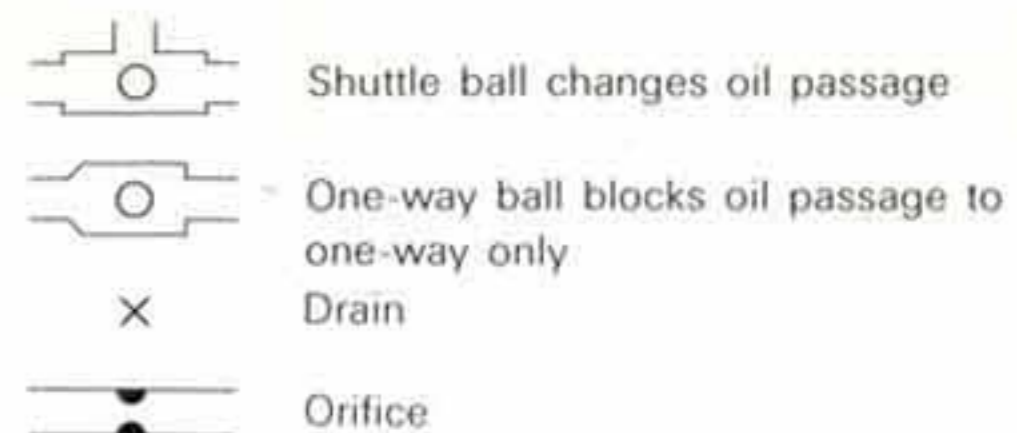 Shuttle ball changes oil passage
One-way ball blocks oil passage to
one-way only
Drain
Orifice